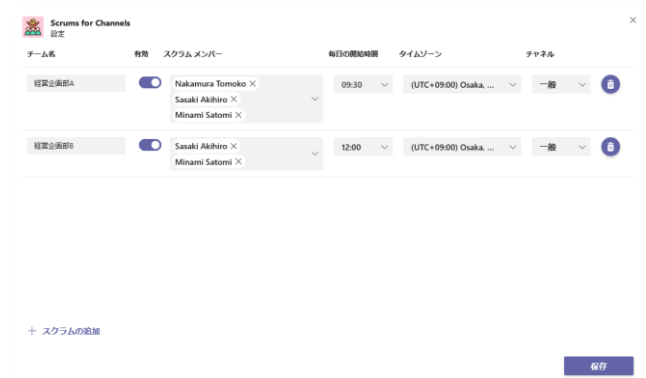 Scrums for Channels
設定
チーム名 有効 スクラム メンバー 毎日の開始時間 タイムゾーン チャネル
経営企画部A Nakamura Tomoko × 09:30 (UTC+09:00) Osaka, ... 一般
Sasaki Akihiro ×
Minami Satomi ×
経営企画部B Sasaki Akihiro × 12:00 (UTC+09:00) Osaka, ... 一般
Minami Satomi ×
+ スクラムの追加
保存